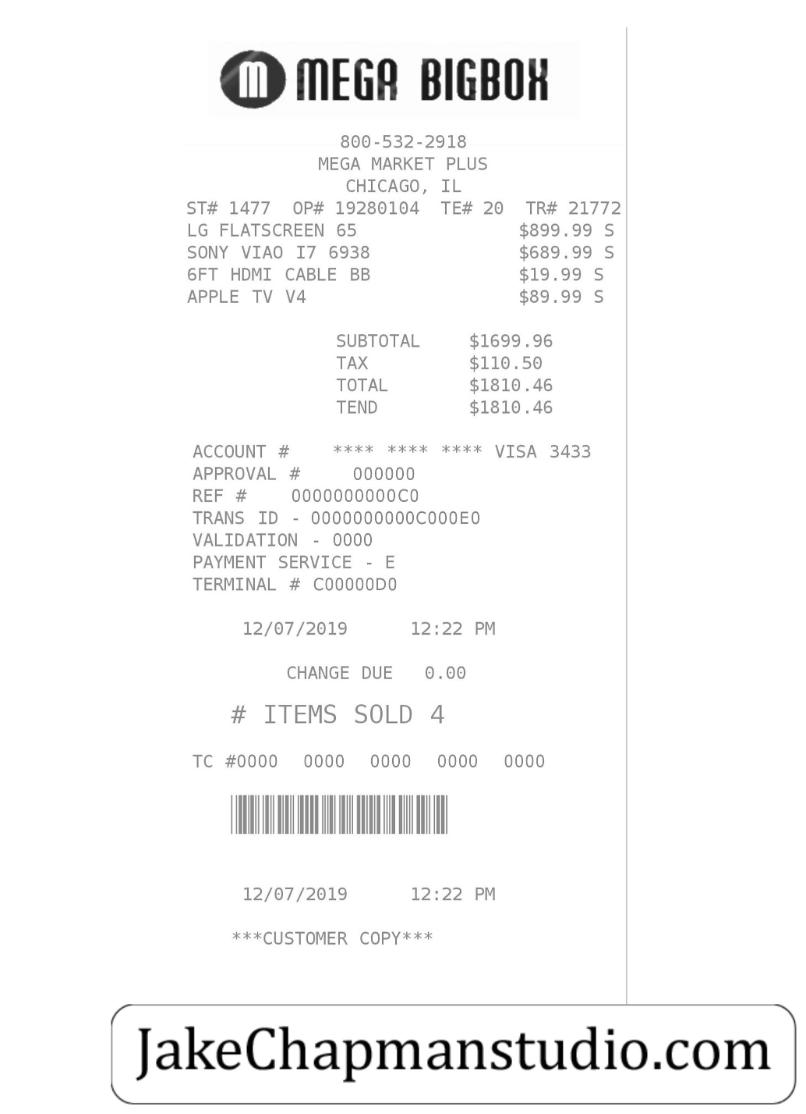 m MEGA BIGBOX
800-532-2918
MEGA MARKET PLUS
CHICAGO, IL
ST# 1477 OP# 19280104 TE# 20 TR# 21772
LG FLATSCREEN 65 $899.99 S
SONY VIAO I7 6938 $689.99 S
6FT HDMI CABLE BB $19.99 S
APPLE TV V4 $89.99 S
SUBTOTAL $1699.96
TAX $110.50
TOTAL $1810.46
TEND $1810.46
ACCOUNT # **** **** **** VISA 3433
APPROVAL # 000000
REF # 0000000000C0
TRANS ID - 0000000000C000E0
VALIDATION - 0000
PAYMENT SERVICE - E
TERMINAL # C00000D0
12/07/2019 12:22 PM
CHANGE DUE 0.00
# ITEMS SOLD 4
TC #0000 0000 0000 0000 0000
12/07/2019 12:22 PM
***CUSTOMER COPY***
JakeChapmanstudio.com